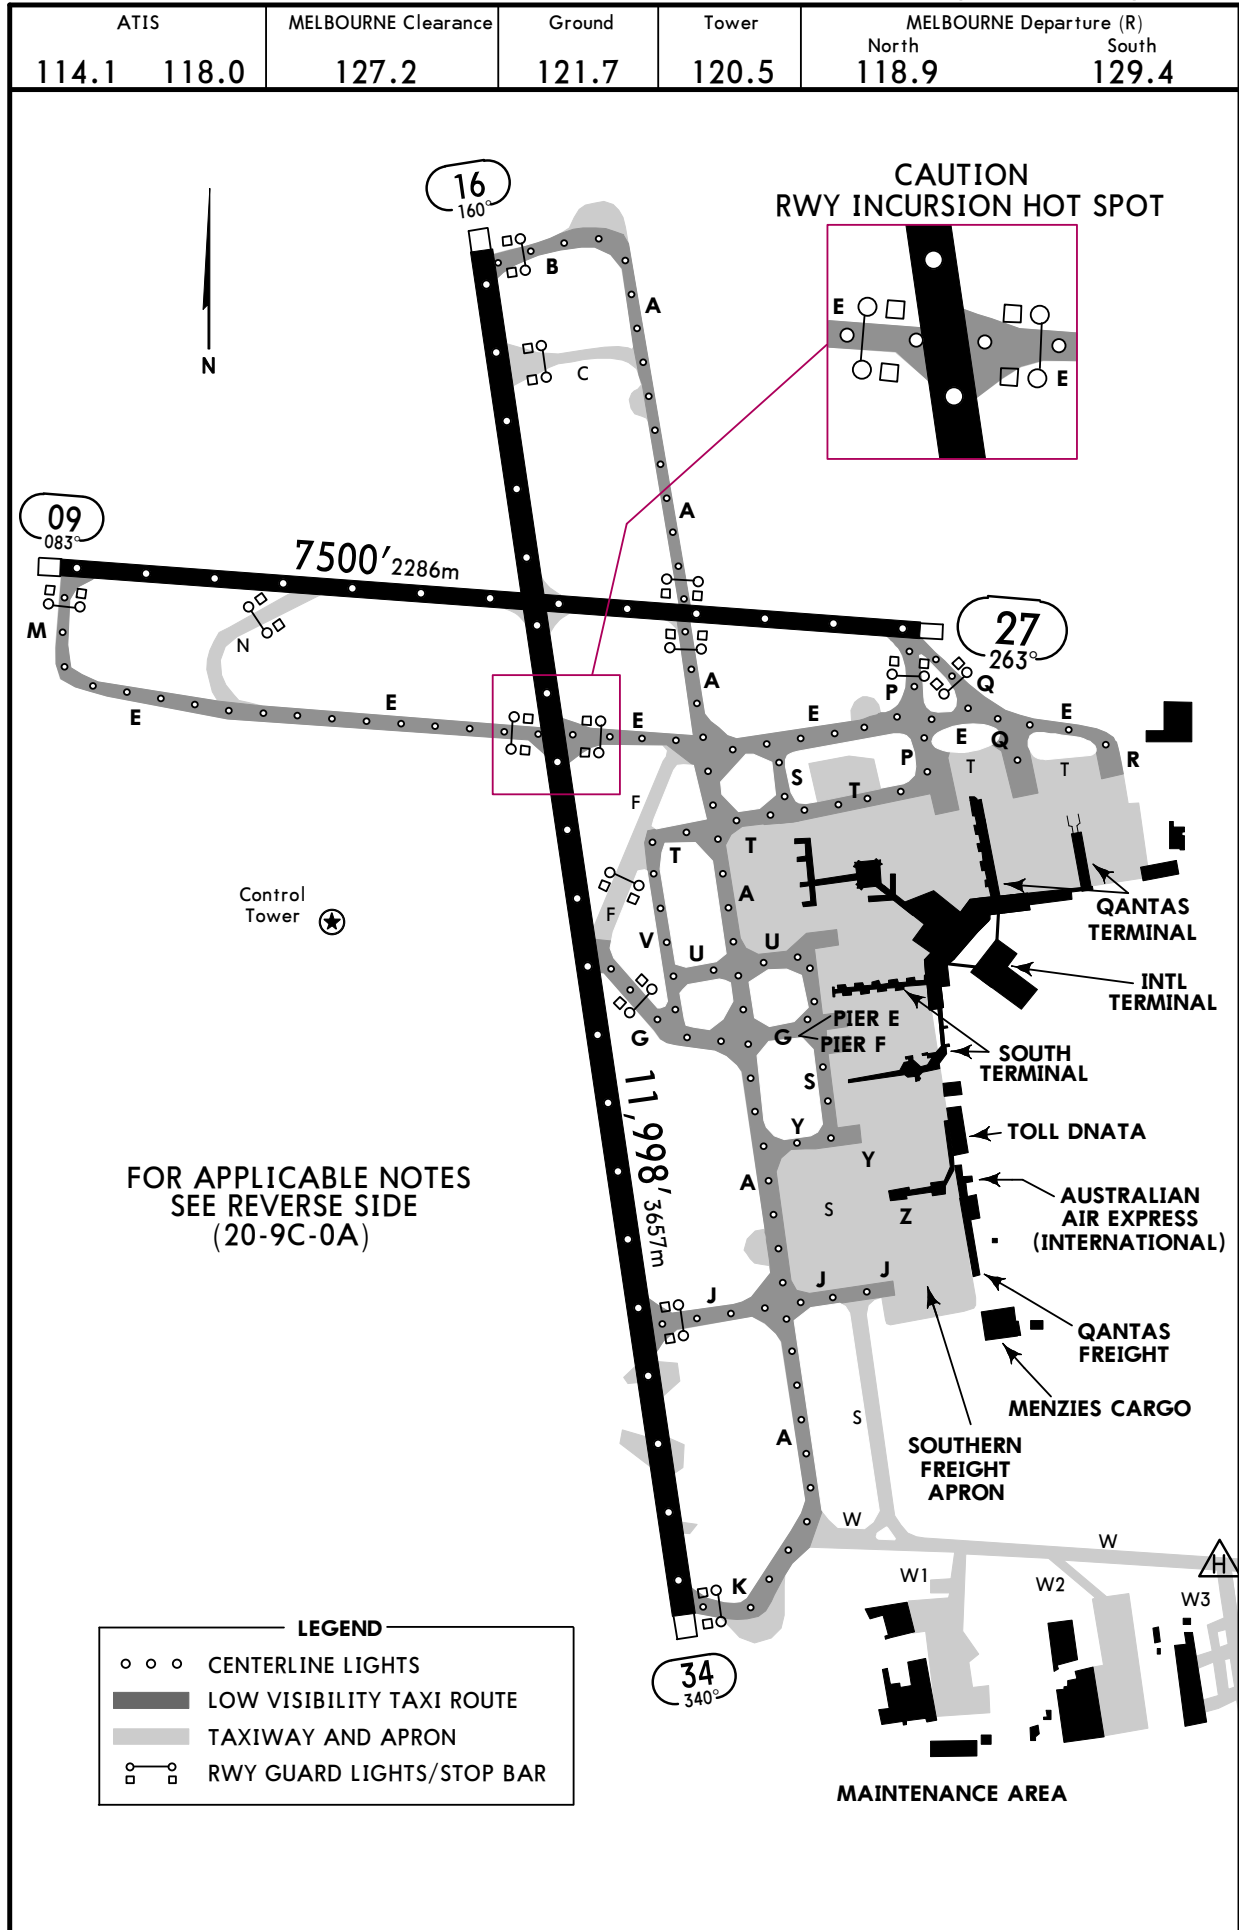 ATIS
114.1 118.0
MELBOURNE Clearance
127.2
Ground
121.7
Tower
120.5
MELBOURNE Departure (R)
North South
118.9 129.4
CAUTION
RWY INCURSION HOT SPOT
E
E
16
160°
B
A
C
N
A
09
083°
7500' 2286m
27
263°
M
N
A
P
Q
E
E
E
E
E
Q
E
R
P
S
T
T
T
F
T
T
A
F
V
U
U
Control
Tower
QANTAS
TERMINAL
INTL
TERMINAL
G
G
PIER E
PIER F
SOUTH
TERMINAL
S
11,998' 3657m
Y
Y
TOLL DNATA
A
S
Z
AUSTRALIAN
AIR EXPRESS
(INTERNATIONAL)
FOR APPLICABLE NOTES
SEE REVERSE SIDE
(20-9C-0A)
J
J
J
QANTAS
FREIGHT
MENZIES CARGO
S
A
SOUTHERN
FREIGHT
APRON
W
W
H
K
W1
W2
W3
34
340°
LEGEND
CENTERLINE LIGHTS
LOW VISIBILITY TAXI ROUTE
TAXIWAY AND APRON
RWY GUARD LIGHTS/STOP BAR
MAINTENANCE AREA